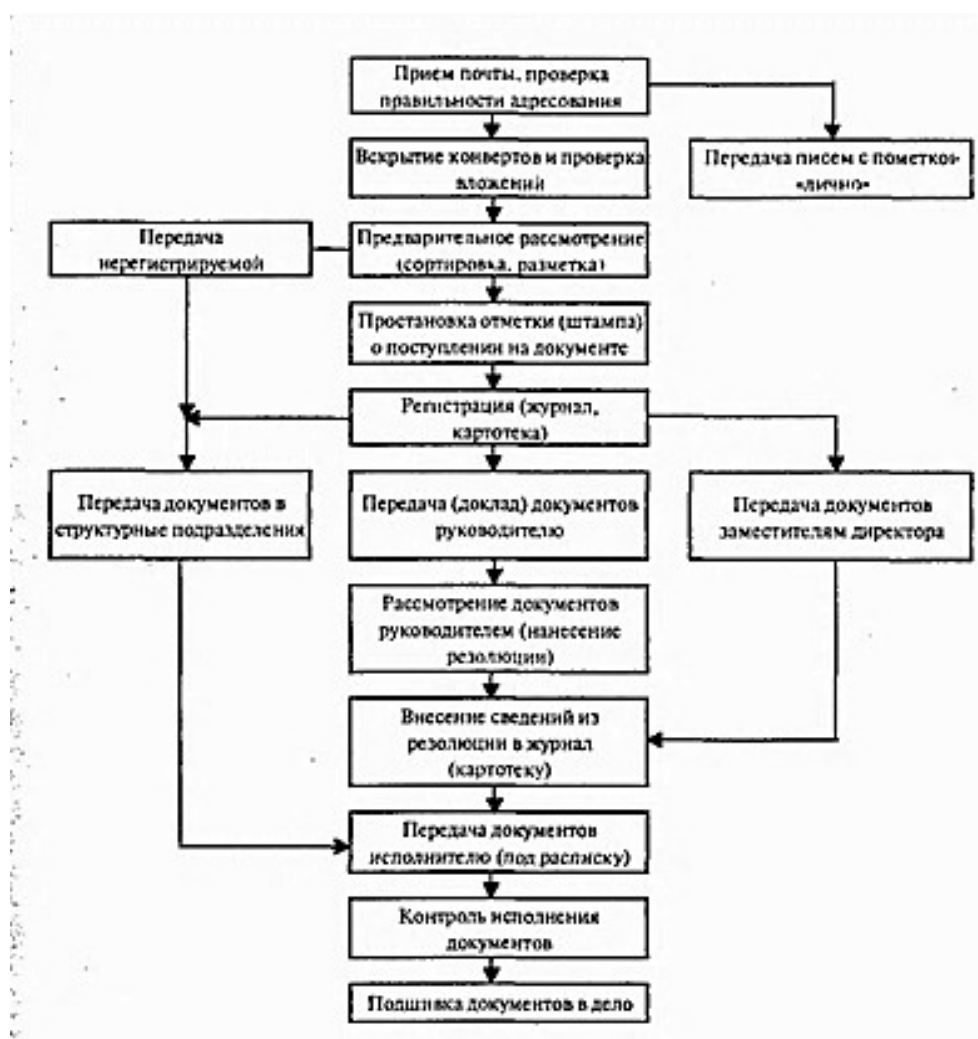 Прием почты, проверка
правильности адресования
Вскрытие конвертов и проверка
вложений
Передача писем с пометкой
«лично»
Передача
нерегистрируемой
Предварительное рассмотрение
(сортировка, разметка)
Простановка отметки (штампа)
о поступлении на документе
Регистрация (журнал,
картотека)
Передача документов в
структурные подразделения
Передача (доклад) документов
руководителю
Передача документов
заместителям директора
Рассмотрение документов
руководителем (нанесение
резолюции)
Внесение сведений из
резолюции в журнал
(картотеку)
Передача документов
исполнителю (под расписку)
Контроль исполнения
документов
Подшивка документов в дело